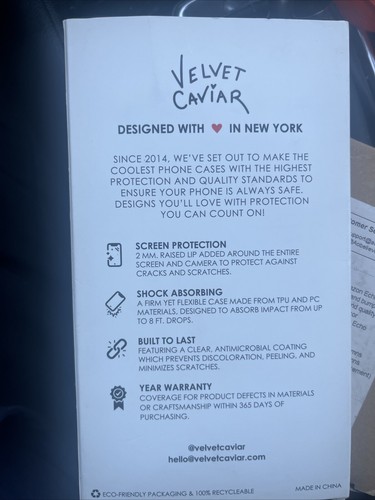 VELVET
CAVIAR
DESIGNED WITH ♥ IN NEW YORK
SINCE 2014, WE'VE SET OUT TO MAKE THE
COOLEST PHONE CASES WITH THE HIGHEST
PROTECTION AND QUALITY STANDARDS TO
ENSURE YOUR PHONE IS ALWAYS SAFE.
DESIGNS YOU'LL LOVE WITH PROTECTION
YOU CAN COUNT ON!
SCREEN PROTECTION
2 MM. RAISED LIP ADDED AROUND THE ENTIRE
SCREEN AND CAMERA TO PROTECT AGAINST
CRACKS AND SCRATCHES.
SHOCK ABSORBING
A FIRM YET FLEXIBLE CASE MADE FROM TPU AND PC
MATERIALS. DESIGNED TO ABSORB IMPACT FROM UP
TO 8 FT. DROPS.
BUILT TO LAST
FEATURING A CLEAR, ANTIMICROBIAL COATING
WHICH PREVENTS DISCOLORATION, PEELING, AND
MINIMIZES SCRATCHES.
YEAR WARRANTY
COVERAGE FOR PRODUCT DEFECTS IN MATERIALS
OR CRAFTSMANSHIP WITHIN 365 DAYS OF
PURCHASING.
@velvetcaviar
hello@velvetcaviar.com
ECO-FRIENDLY PACKAGING & 100% RECYCLEABLE
MADE IN CHINA
Echo